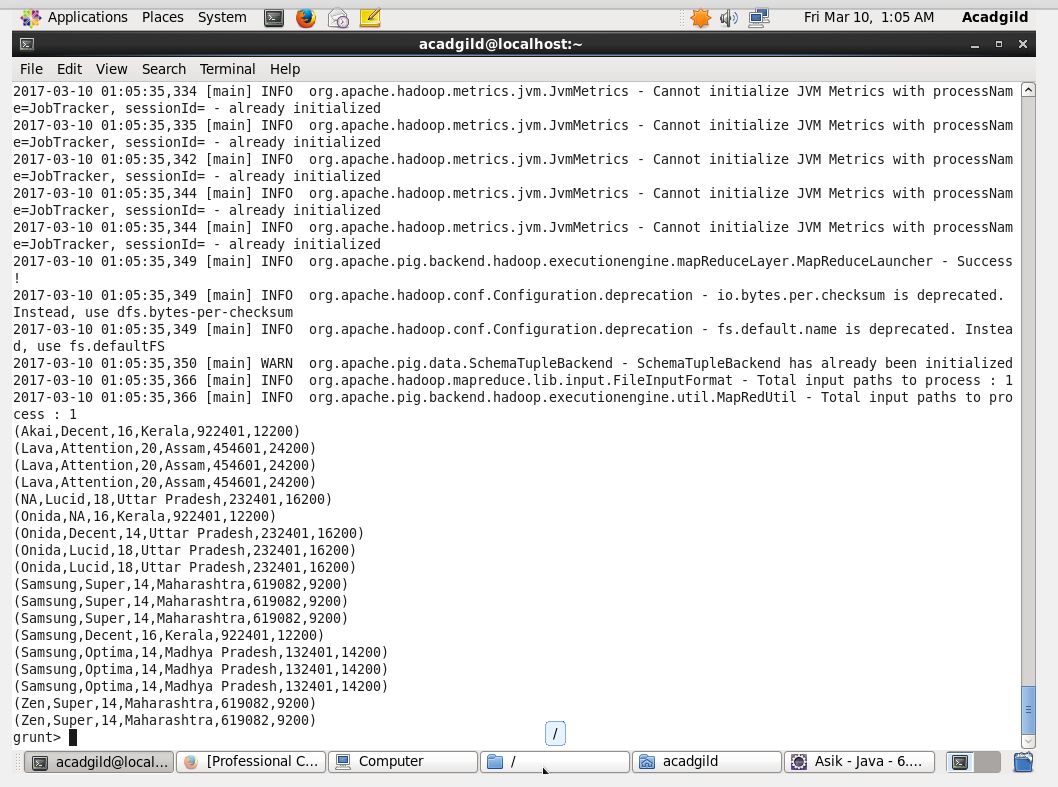 Applications Places System Fri Mar 10, 1:05 AM Acadgild
acadgild@localhost:~
File Edit View Search Terminal Help
2017-03-10 01:05:35,334 [main] INFO  org.apache.hadoop.metrics.jvm.JvmMetrics - Cannot initialize JVM Metrics with processNam
e=JobTracker, sessionId= - already initialized
2017-03-10 01:05:35,335 [main] INFO  org.apache.hadoop.metrics.jvm.JvmMetrics - Cannot initialize JVM Metrics with processNam
e=JobTracker, sessionId= - already initialized
2017-03-10 01:05:35,342 [main] INFO  org.apache.hadoop.metrics.jvm.JvmMetrics - Cannot initialize JVM Metrics with processNam
e=JobTracker, sessionId= - already initialized
2017-03-10 01:05:35,344 [main] INFO  org.apache.hadoop.metrics.jvm.JvmMetrics - Cannot initialize JVM Metrics with processNam
e=JobTracker, sessionId= - already initialized
2017-03-10 01:05:35,344 [main] INFO  org.apache.hadoop.metrics.jvm.JvmMetrics - Cannot initialize JVM Metrics with processNam
e=JobTracker, sessionId= - already initialized
2017-03-10 01:05:35,349 [main] INFO  org.apache.pig.backend.hadoop.executionengine.mapReduceLayer.MapReduceLauncher - Success
!
2017-03-10 01:05:35,349 [main] INFO  org.apache.hadoop.conf.Configuration.deprecation - io.bytes.per.checksum is deprecated.
Instead, use dfs.bytes-per-checksum
2017-03-10 01:05:35,349 [main] INFO  org.apache.hadoop.conf.Configuration.deprecation - fs.default.name is deprecated. Instea
d, use fs.defaultFS
2017-03-10 01:05:35,350 [main] WARN  org.apache.pig.data.SchemaTupleBackend - SchemaTupleBackend has already been initialized
2017-03-10 01:05:35,366 [main] INFO  org.apache.hadoop.mapreduce.lib.input.FileInputFormat - Total input paths to process : 1
2017-03-10 01:05:35,366 [main] INFO  org.apache.pig.backend.hadoop.executionengine.util.MapRedUtil - Total input paths to pro
cess : 1
(Akai,Decent,16,Kerala,922401,12200)
(Lava,Attention,20,Assam,454601,24200)
(Lava,Attention,20,Assam,454601,24200)
(Lava,Attention,20,Assam,454601,24200)
(NA,Lucid,18,Uttar Pradesh,232401,16200)
(Onida,NA,16,Kerala,922401,12200)
(Onida,Decent,14,Uttar Pradesh,232401,16200)
(Onida,Lucid,18,Uttar Pradesh,232401,16200)
(Onida,Lucid,18,Uttar Pradesh,232401,16200)
(Samsung,Super,14,Maharashtra,619082,9200)
(Samsung,Super,14,Maharashtra,619082,9200)
(Samsung,Super,14,Maharashtra,619082,9200)
(Samsung,Decent,16,Kerala,922401,12200)
(Samsung,Optima,14,Madhya Pradesh,132401,14200)
(Samsung,Optima,14,Madhya Pradesh,132401,14200)
(Samsung,Optima,14,Madhya Pradesh,132401,14200)
(Zen,Super,14,Maharashtra,619082,9200)
(Zen,Super,14,Maharashtra,619082,9200)
grunt>
/
acadgild@local... [Professional C... Computer / acadgild Asik - Java - 6....